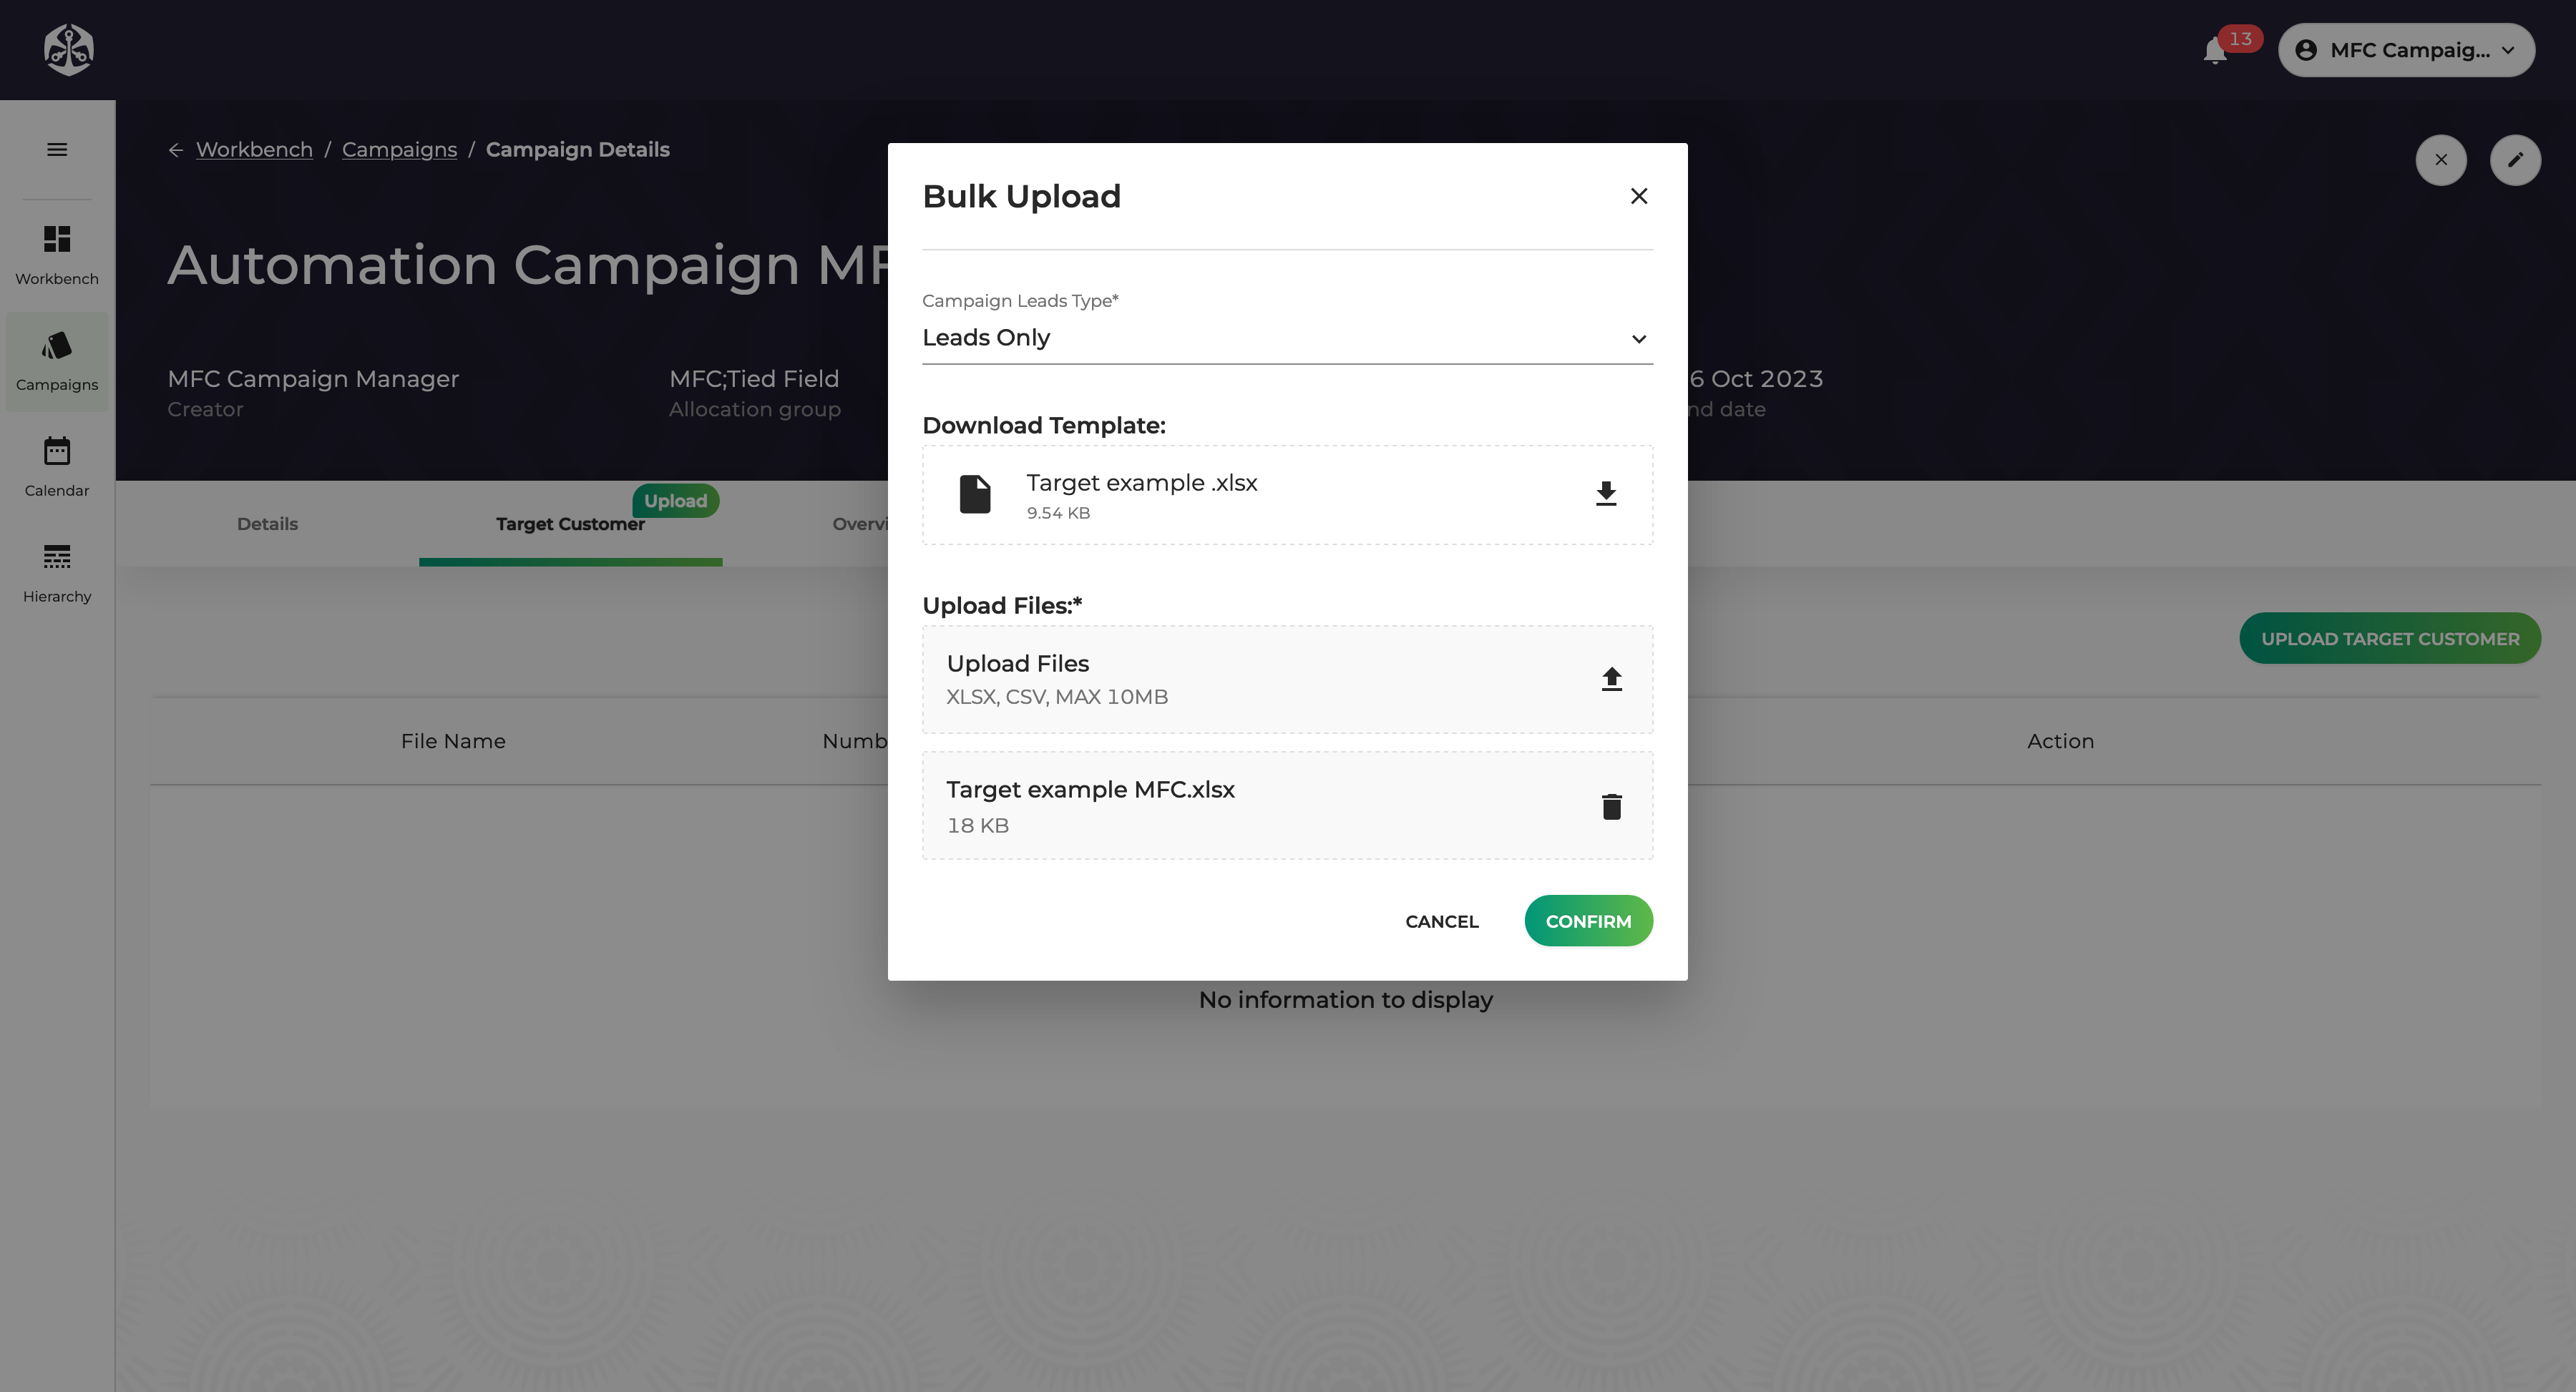 13
MFC Campaig...
Workbench / Campaigns / Campaign Details
Automation Campaign MF
MFC Campaign Manager
Creator
MFC;Tied Field
Allocation group
6 Oct 2023
nd date
Workbench
Campaigns
Calendar
Hierarchy
Details
Target Customer
Upload
Overvi
UPLOAD TARGET CUSTOMER
File Name
Numb
Action
No information to display
Bulk Upload
Campaign Leads Type*
Leads Only
Download Template:
Target example .xlsx
9.54 KB
Upload Files:*
Upload Files
XLSX, CSV, MAX 10MB
Target example MFC.xlsx
18 KB
CANCEL
CONFIRM